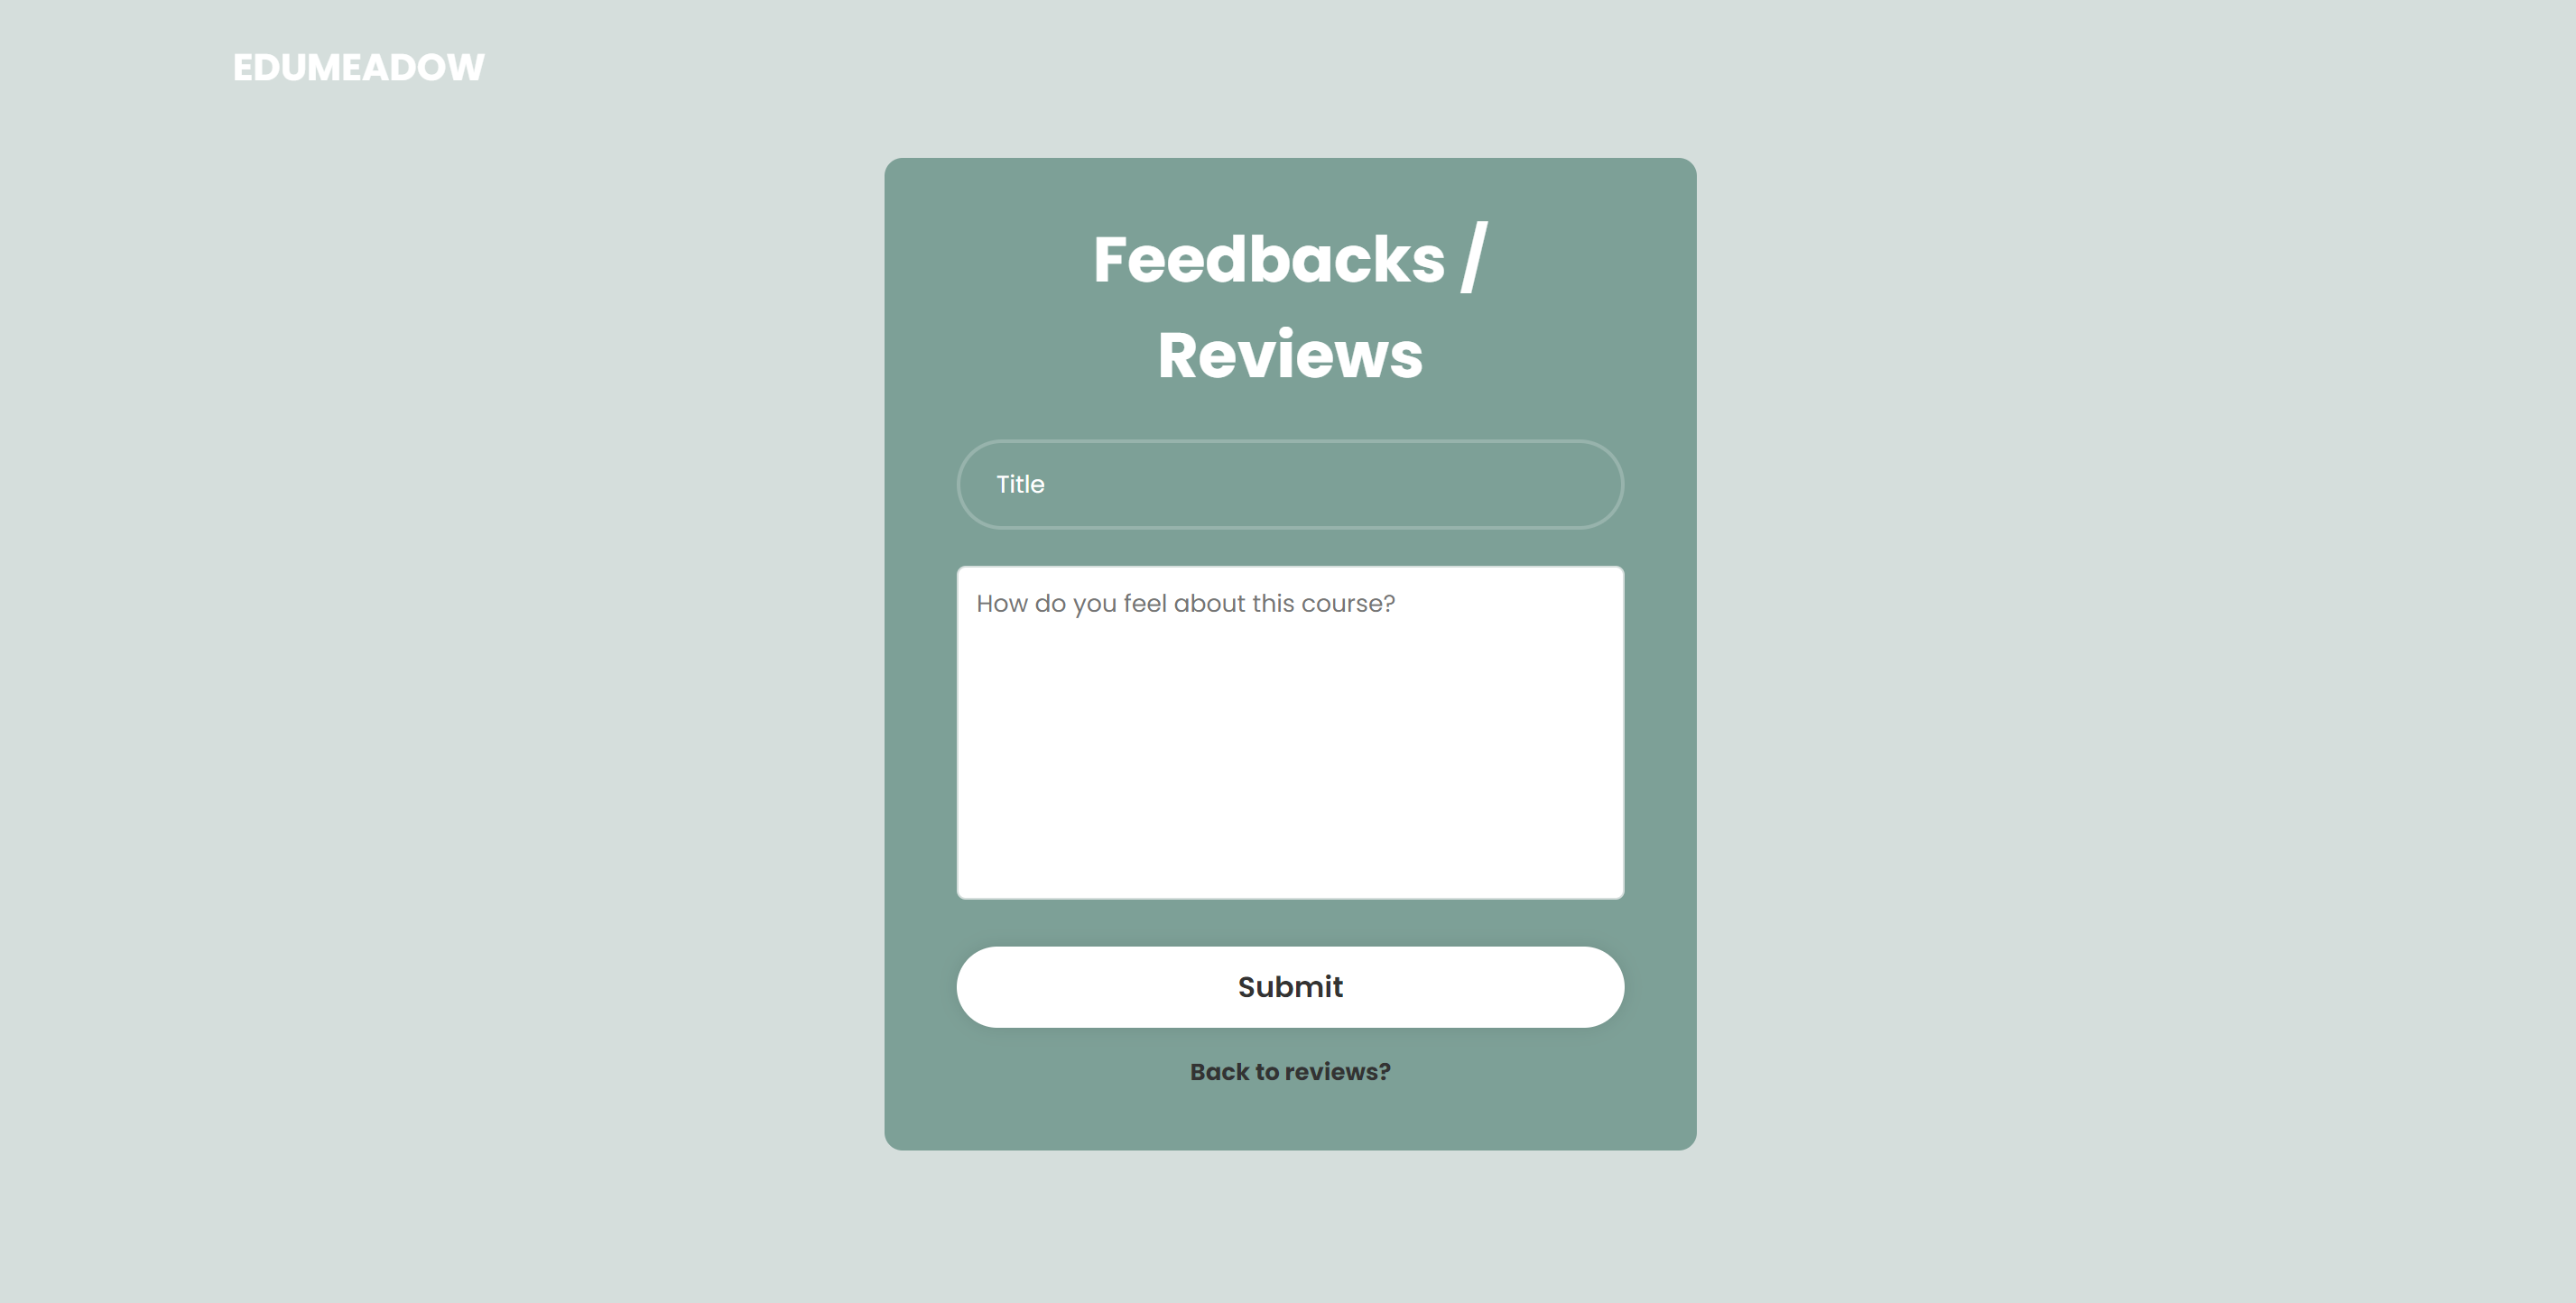 EDUMEADOW
Feedbacks /
Reviews
Title
How do you feel about this course?
Submit
Back to reviews?